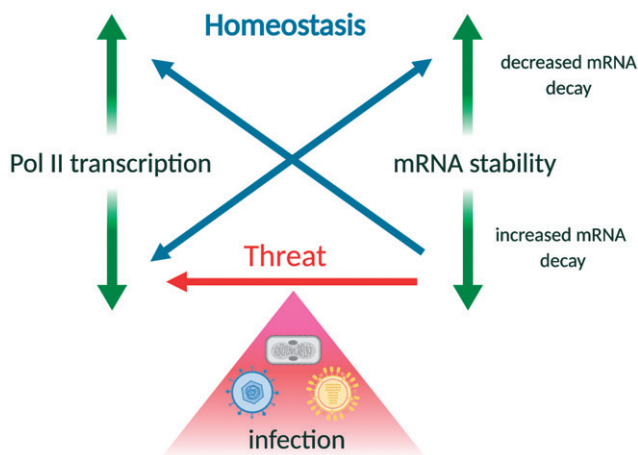 Homeostasis
decreased mRNA
decay
Pol II transcription
mRNA stability
increased mRNA
decay
Threat
infection